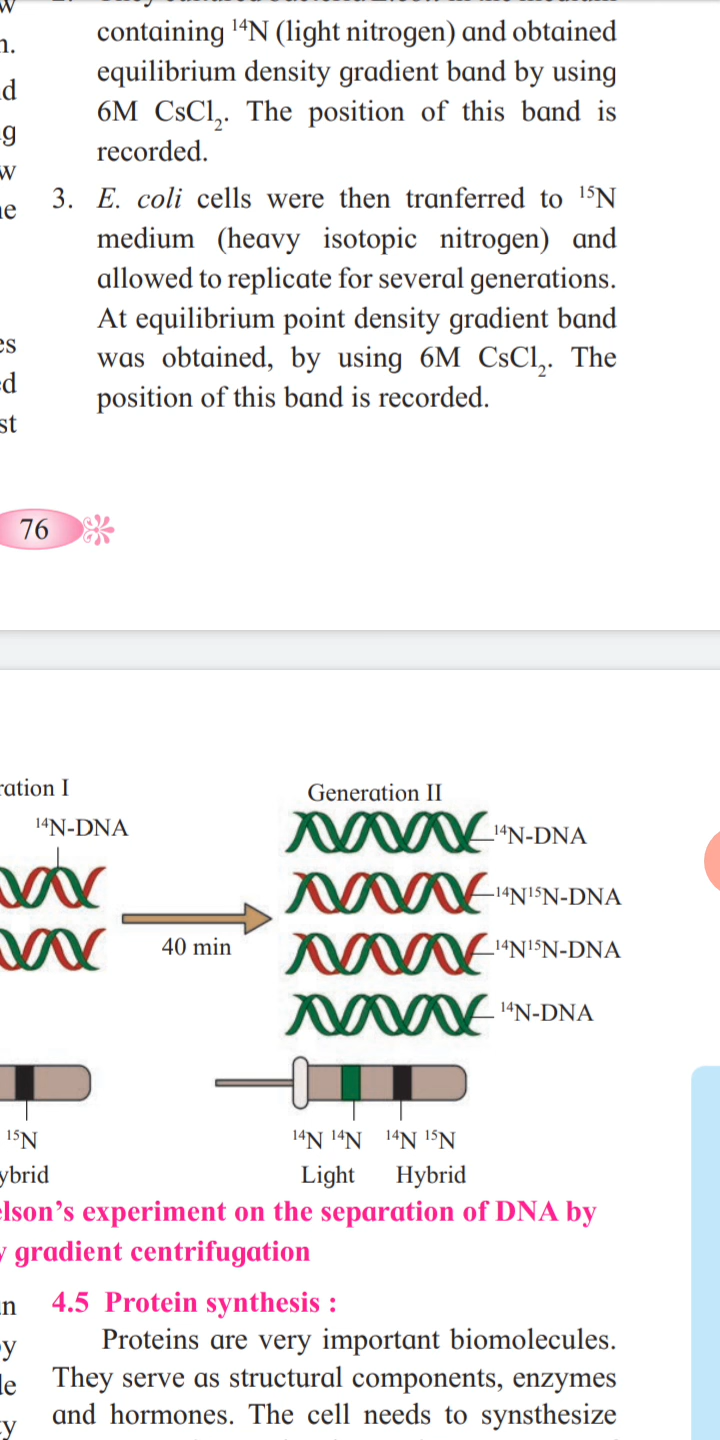 containing ¹⁴N (light nitrogen) and obtained
equilibrium density gradient band by using
6M CsCl₂. The position of this band is
recorded.
3. E. coli cells were then tranferred to ¹⁵N
medium (heavy isotopic nitrogen) and
allowed to replicate for several generations.
At equilibrium point density gradient band
was obtained, by using 6M CsCl₂. The
position of this band is recorded.
76
ration I
Generation II
¹⁴N-DNA
¹⁴N-DNA
¹⁴N¹⁵N-DNA
40 min
¹⁴N¹⁵N-DNA
¹⁴N-DNA
¹⁵N
¹⁴N ¹⁴N ¹⁴N ¹⁵N
ybrid
Light Hybrid
elson's experiment on the separation of DNA by
y gradient centrifugation
4.5 Protein synthesis :
Proteins are very important biomolecules.
They serve as structural components, enzymes
and hormones. The cell needs to synsthesize